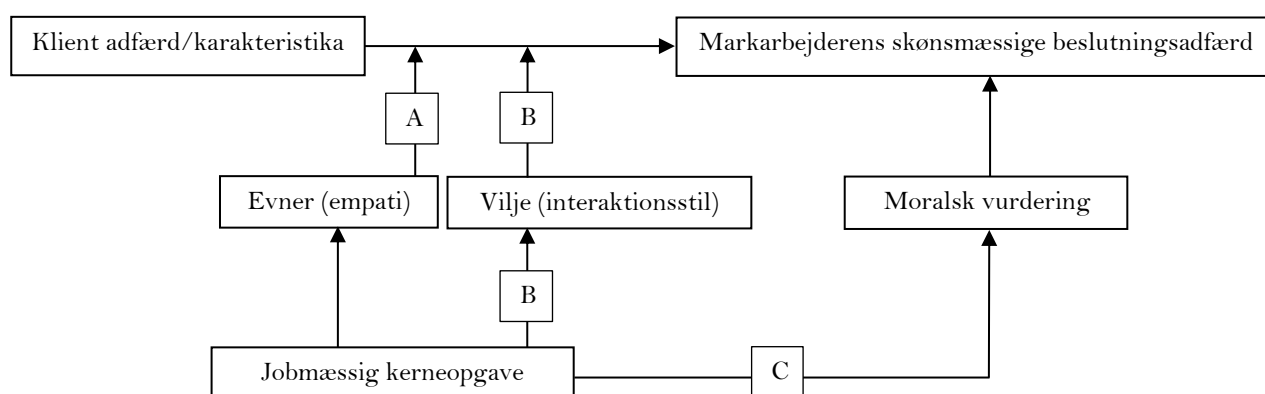 Klient adfærd/karakteristika
Markarbejderens skønsmæssige beslutningsadfærd
A
B
Evner (empati)
Vilje (interaktionsstil)
Moralsk vurdering
B
Jobmæssig kerneopgave
C